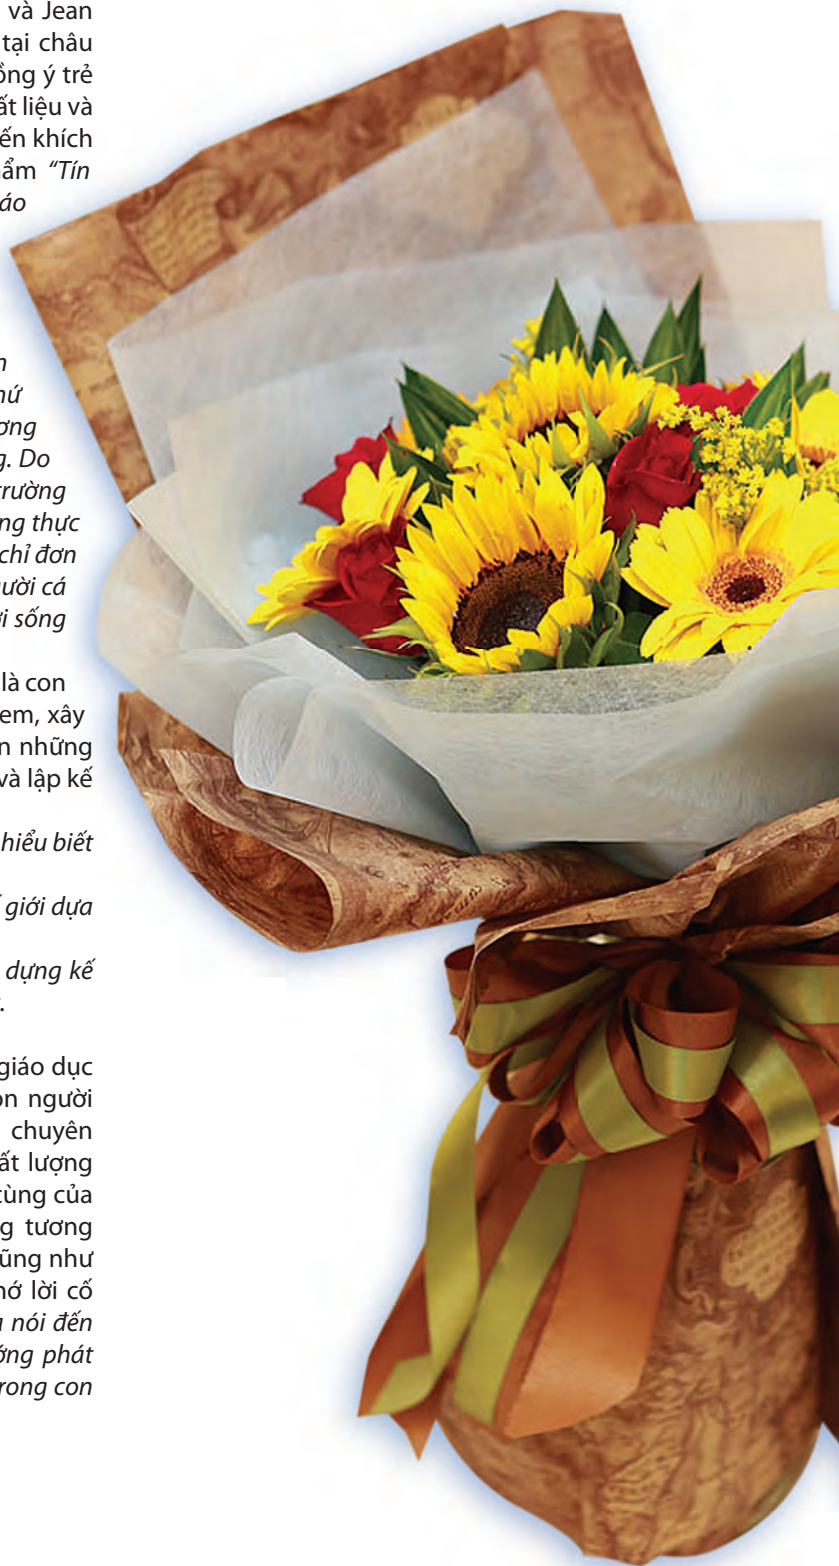 và Jean
tại châu
ồng ý trẻ
ất liệu và
ến khích
ẩm “Tín
áo
n
hứ
ơng
g. Do
trường
ng thực
chỉ đơn
ười cá
i sống
là con
em, xây
n những
và lập kế
hiểu biết
giới dựa
dựng kế
giáo dục
on người
chuyên
ất lượng
cùng của
g tương
ũng như
hớ lời cố
nói đến
ớng phát
rong con